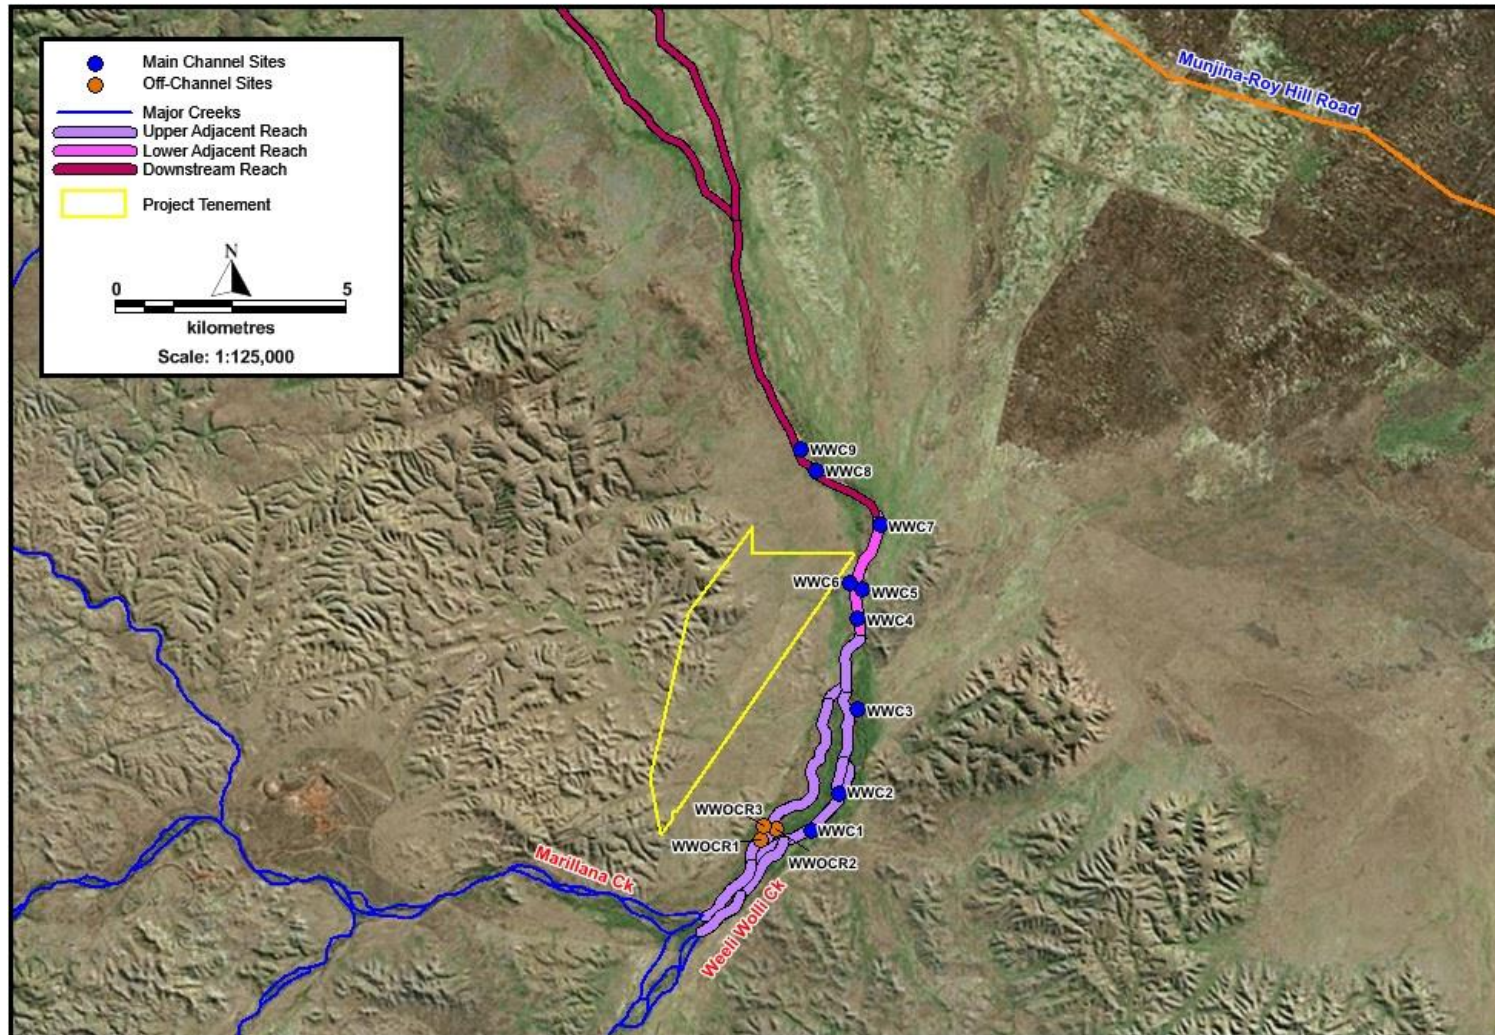 Main Channel Sites
Off-Channel Sites
Major Creeks
Upper Adjacent Reach
Lower Adjacent Reach
Downstream Reach
Project Tenement
N
0 5
kilometres
Scale: 1:125,000
Munjina-Roy Hill Road
WWC9
WWC8
WWC7
WWC6
WWC5
WWC4
WWC3
WWC2
WWOCR3
WWC1
WWOCR1
WWOCR2
Marillana Ck
Weeli Wolli Ck